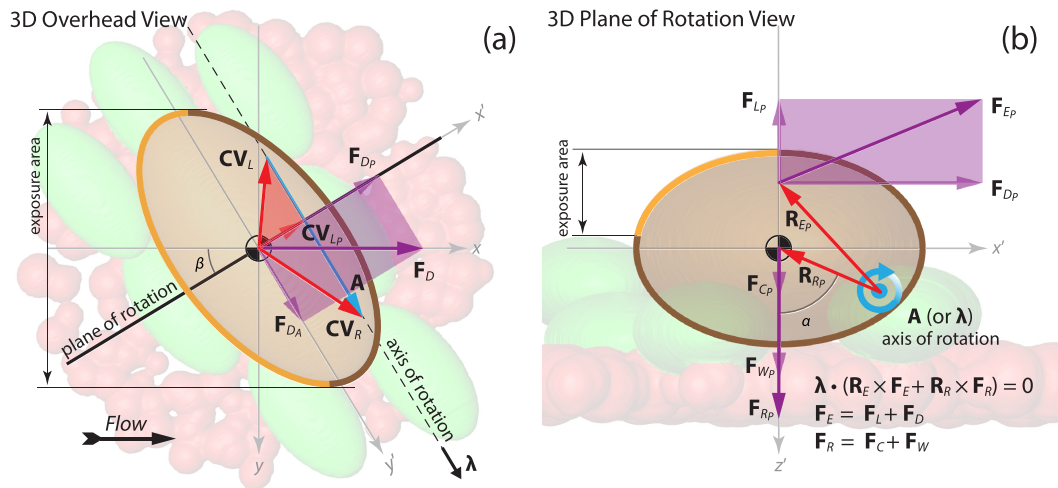 3D Overhead View
(a)
exposure area
x'
F_DP
CV_L
CV_LP
x
F_D
β
A
plane of rotation
F_DA
CV_R
axis of rotation
Flow
y
y'
λ
3D Plane of Rotation View
(b)
F_LP
F_EP
exposure area
F_DP
R_EP
x'
R_RP
F_CP
A (or λ)
axis of rotation
α
F_WP
F_RP
λ • (R_E × F_E + R_R × F_R) = 0
F_E = F_L + F_D
F_R = F_C + F_W
z'